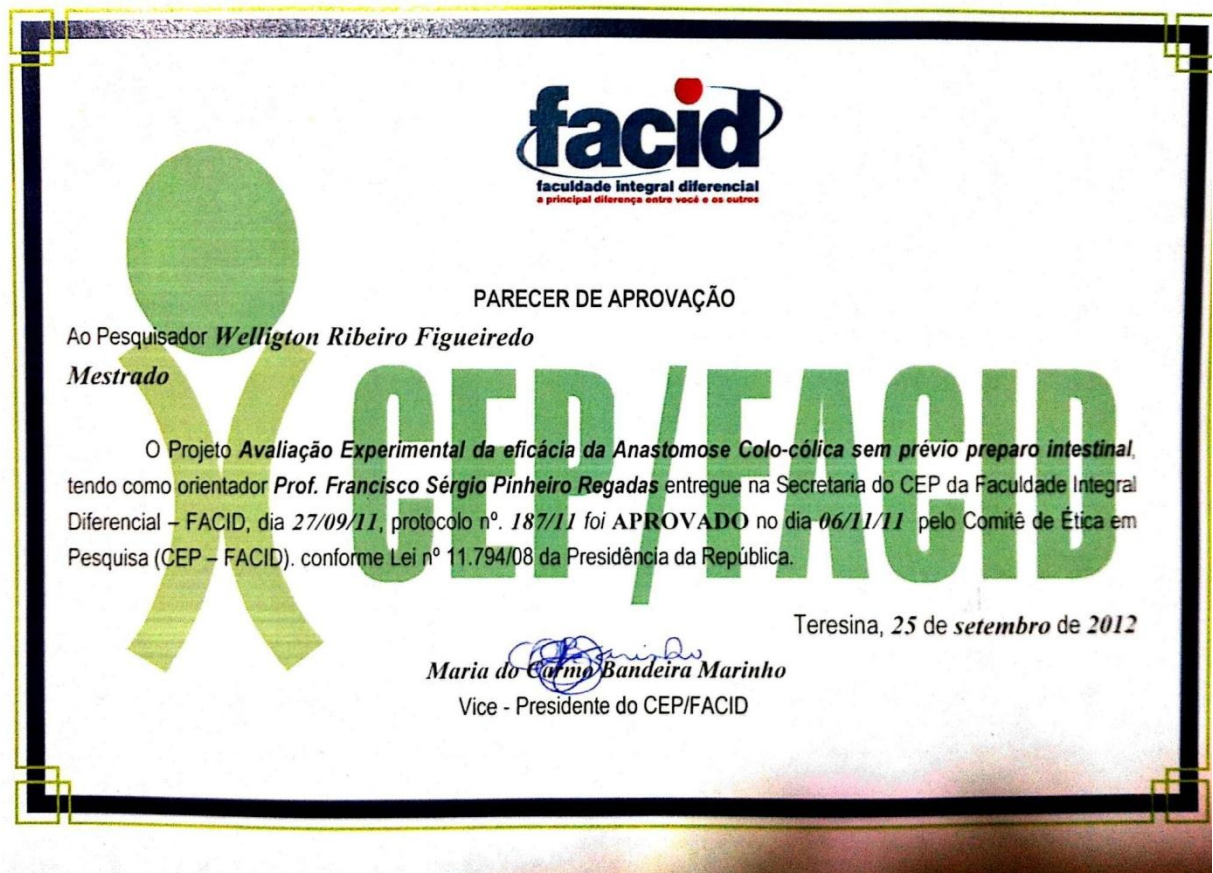 facid
faculdade integral diferencial
a principal diferença entre você e os outros
PARECER DE APROVAÇÃO
Ao Pesquisador Welligton Ribeiro Figueiredo
Mestrado
CEP/FACID
O Projeto Avaliação Experimental da eficácia da Anastomose Colo-cólica sem prévio preparo intestinal,
tendo como orientador Prof. Francisco Sérgio Pinheiro Regadas entregue na Secretaria do CEP da Faculdade Integral
Diferencial – FACID, dia 27/09/11, protocolo nº. 187/11 foi APROVADO no dia 06/11/11 pelo Comitê de Ética em
Pesquisa (CEP – FACID). conforme Lei nº 11.794/08 da Presidência da República.
Teresina, 25 de setembro de 2012
Maria do Carmo Bandeira Marinho
Vice - Presidente do CEP/FACID